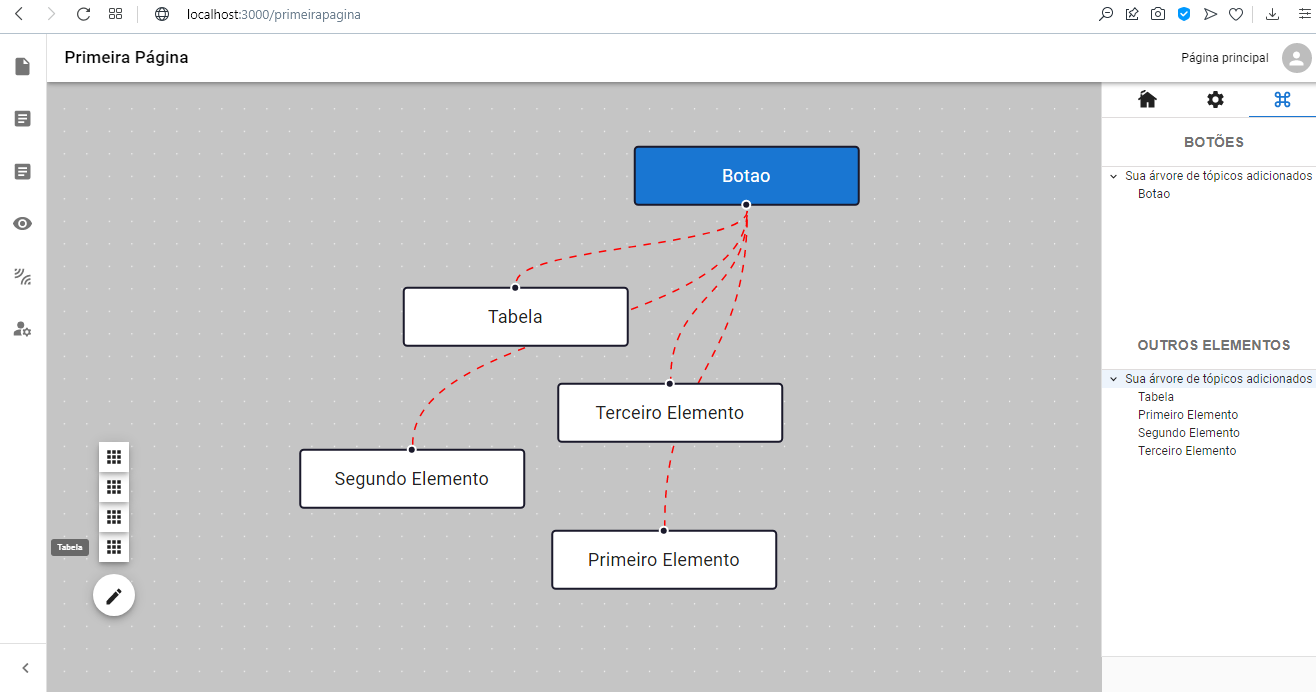 localhost:3000/primeirapagina
Primeira Página
Página principal
BOTÕES
Sua árvore de tópicos adicionados
Botao
OUTROS ELEMENTOS
Sua árvore de tópicos adicionados
Tabela
Primeiro Elemento
Segundo Elemento
Terceiro Elemento
Botao
Tabela
Terceiro Elemento
Segundo Elemento
Primeiro Elemento
Tabela